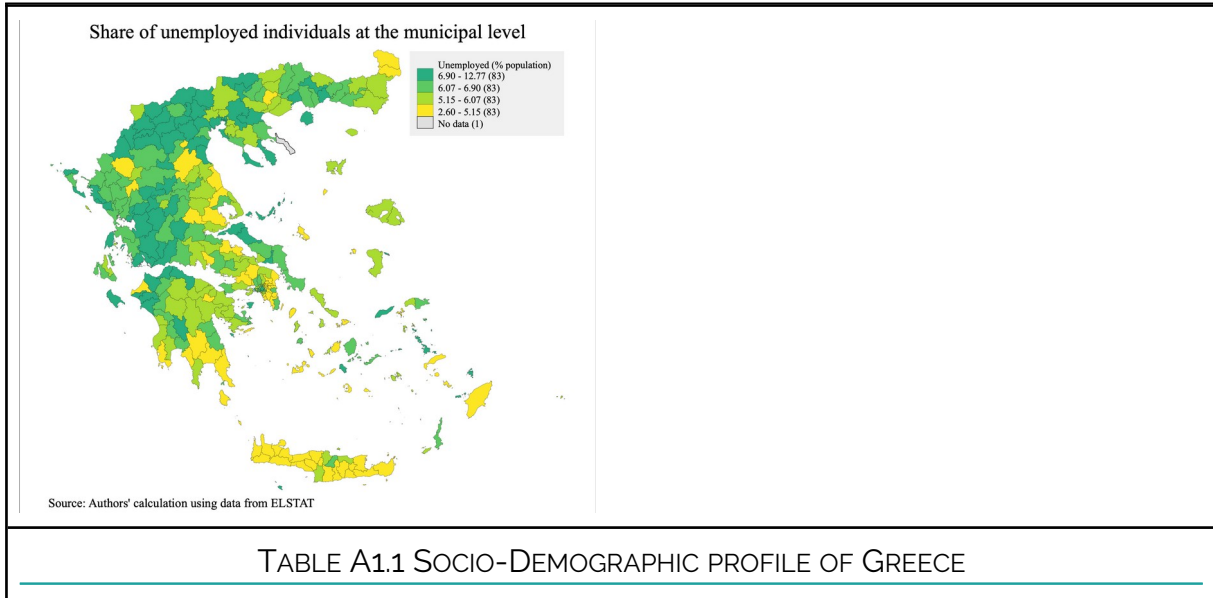 Share of unemployed individuals at the municipal level
Unemployed (% population)
6.90 - 12.77 (83)
6.07 - 6.90 (83)
5.15 - 6.07 (83)
2.60 - 5.15 (83)
No data (1)
Source: Authors' calculation using data from ELSTAT
TABLE A1.1 SOCIO-DEMOGRAPHIC PROFILE OF GREECE